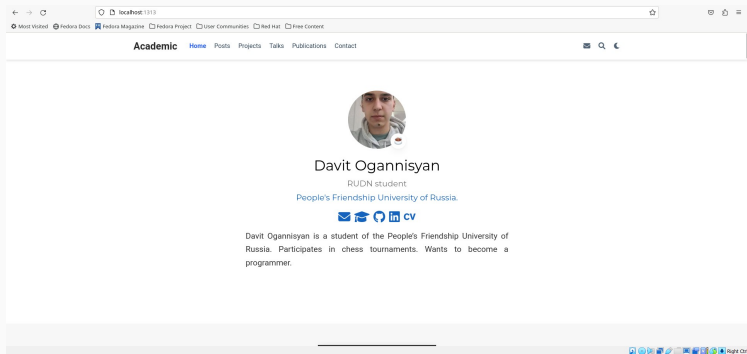 localhost:1313
Most Visited Fedora Docs Fedora Magazine Fedora Project User Communities Red Hat Free Content
Academic Home Posts Projects Talks Publications Contact
Davit Ogannisyan
RUDN student
People's Friendship University of Russia.
CV
Davit Ogannisyan is a student of the People's Friendship University of
Russia. Participates in chess tournaments. Wants to become a
programmer.
Right Ctrl